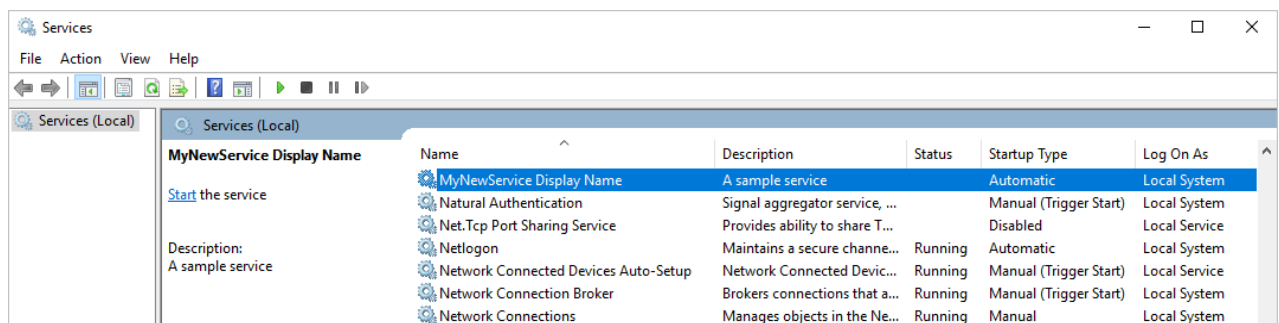 Services
File Action View Help
Services (Local)
Services (Local)
MyNewService Display Name
Start the service
Description:
A sample service
Name Description Status Startup Type Log On As
MyNewService Display Name A sample service Automatic Local System
Natural Authentication Signal aggregator service, ... Manual (Trigger Start) Local System
Net.Tcp Port Sharing Service Provides ability to share T... Disabled Local Service
Netlogon Maintains a secure channe... Running Automatic Local System
Network Connected Devices Auto-Setup Network Connected Devic... Running Manual (Trigger Start) Local Service
Network Connection Broker Brokers connections that a... Running Manual (Trigger Start) Local System
Network Connections Manages objects in the Ne... Running Manual Local System